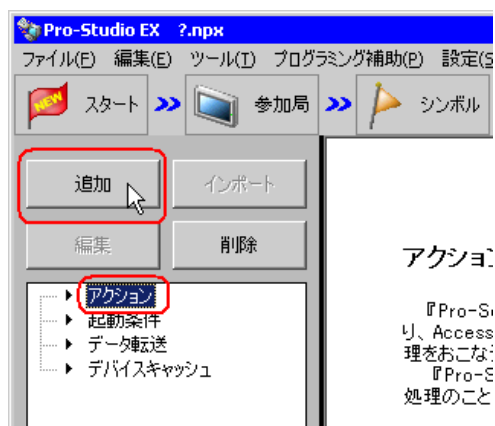 Pro-Studio EX ?.npx
ファイル(F) 編集(E) ツール(T) プログラミング補助(P) 設定(S
NEW スタート 参加局 シンボル
追加 インポート
編集 削除
アクション
起動条件
データ転送
デバイスキャッシュ
アクショ
『Pro-Se
り、Access
理をおこな
『Pro-S
処理のこと